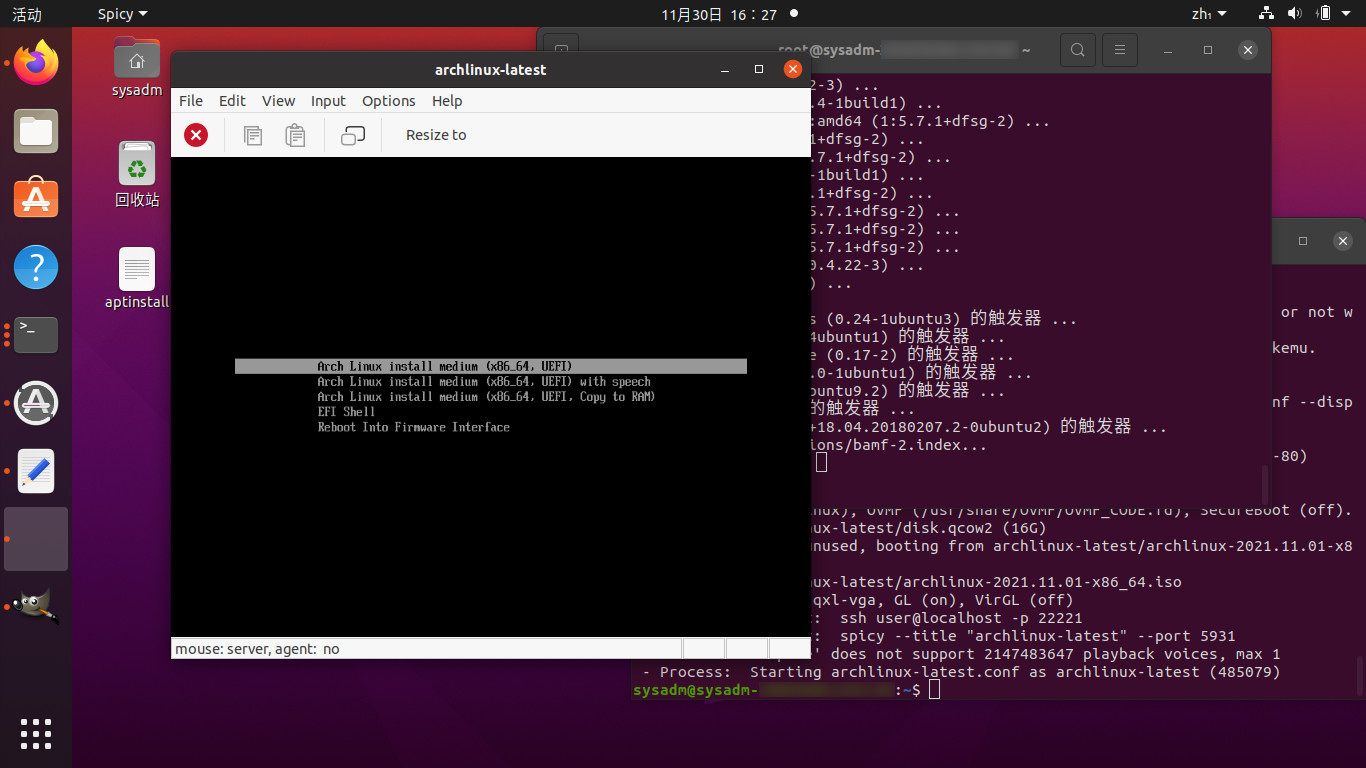 活动
Spicy
11月30日 16：27
zh₁
sysadm
回收站
aptinstall
root@sysadm-
~
archlinux-latest
File Edit View Input Options Help
Resize to
Arch Linux install medium (x86_64, UEFI)
Arch Linux install medium (x86_64, UEFI) with speech
Arch Linux install medium (x86_64, UEFI, Copy to RAM)
EFI Shell
Reboot Into Firmware Interface
mouse: server, agent: no
2-3) ...
.4-1build1) ...
:amd64 (1:5.7.1+dfsg-2) ...
1+dfsg-2) ...
.7.1+dfsg-2) ...
-1build1) ...
.1+dfsg-2) ...
5.7.1+dfsg-2) ...
5.7.1+dfsg-2) ...
5.7.1+dfsg-2) ...
0.4.22-3) ...
) ...
s (0.24-1ubuntu3) 的触发器 ...
4ubuntu1) 的触发器 ...
e (0.17-2) 的触发器 ...
.0-1ubuntu1) 的触发器 ...
ubuntu9.2) 的触发器 ...
的触发器 ...
+18.04.20180207.2-0ubuntu2) 的触发器 ...
ions/bamf-2.index...
or not w
kemu.
nf --disp
-80)
inux), OVMF (/usr/share/OVMF/OVMF_CODE.fd), SecureBoot (off).
nux-latest/disk.qcow2 (16G)
unused, booting from archlinux-latest/archlinux-2021.11.01-x8
ux-latest/archlinux-2021.11.01-x86_64.iso
qxl-vga, GL (on), VirGL (off)
: ssh user@localhost -p 22221
: spicy --title "archlinux-latest" --port 5931
' does not support 2147483647 playback voices, max 1
- Process: Starting archlinux-latest.conf as archlinux-latest (485079)
sysadm@sysadm-
:~$